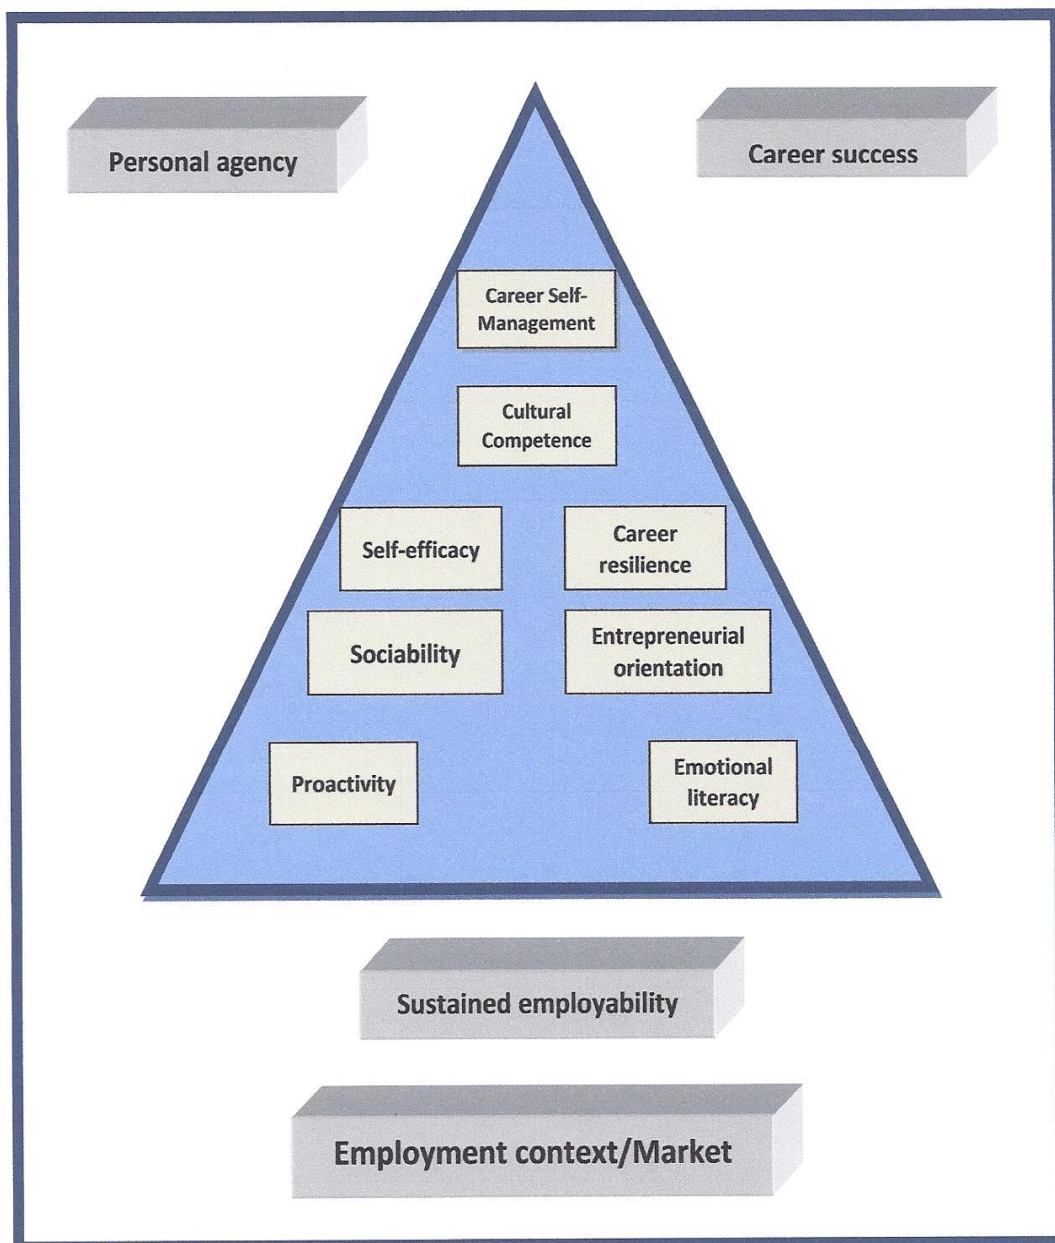 Personal agency
Career success
Career Self-
Management
Cultural
Competence
Self-efficacy
Career
resilience
Sociability
Entrepreneurial
orientation
Proactivity
Emotional
literacy
Sustained employability
Employment context/Market